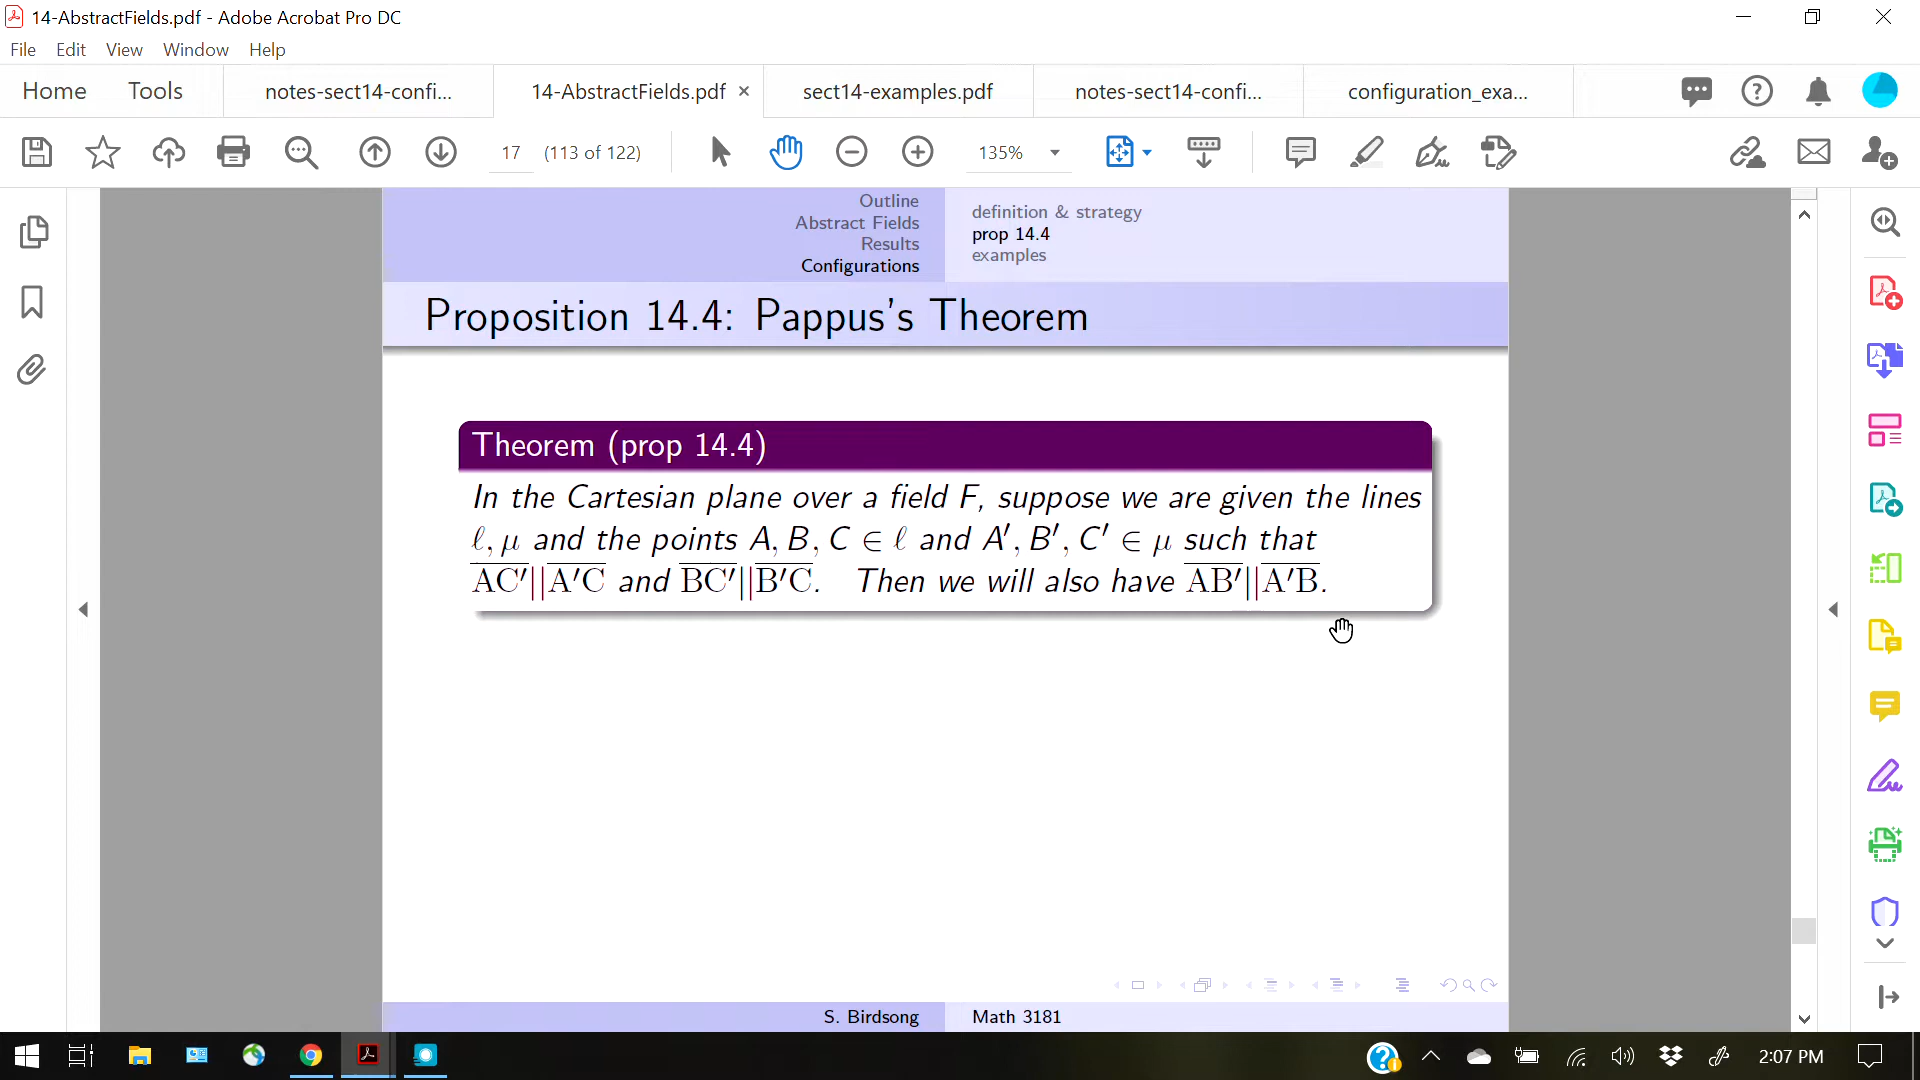 14-AbstractFields.pdf - Adobe Acrobat Pro DC
File Edit View Window Help
Home Tools notes-sect14-confi... 14-AbstractFields.pdf × sect14-examples.pdf notes-sect14-confi... configuration_exa...
17 (113 of 122) 135%
Outline
Abstract Fields
Results
Configurations
definition & strategy
prop 14.4
examples
Proposition 14.4: Pappus's Theorem
Theorem (prop 14.4)
In the Cartesian plane over a field F, suppose we are given the lines
ℓ, μ and the points A, B, C ∈ ℓ and A′, B′, C′ ∈ μ such that
A̅C̅′̅||A̅′̅C̅ and B̅C̅′̅||B̅′̅C̅. Then we will also have A̅B̅′̅||A̅′̅B̅.
S. Birdsong Math 3181
2:07 PM